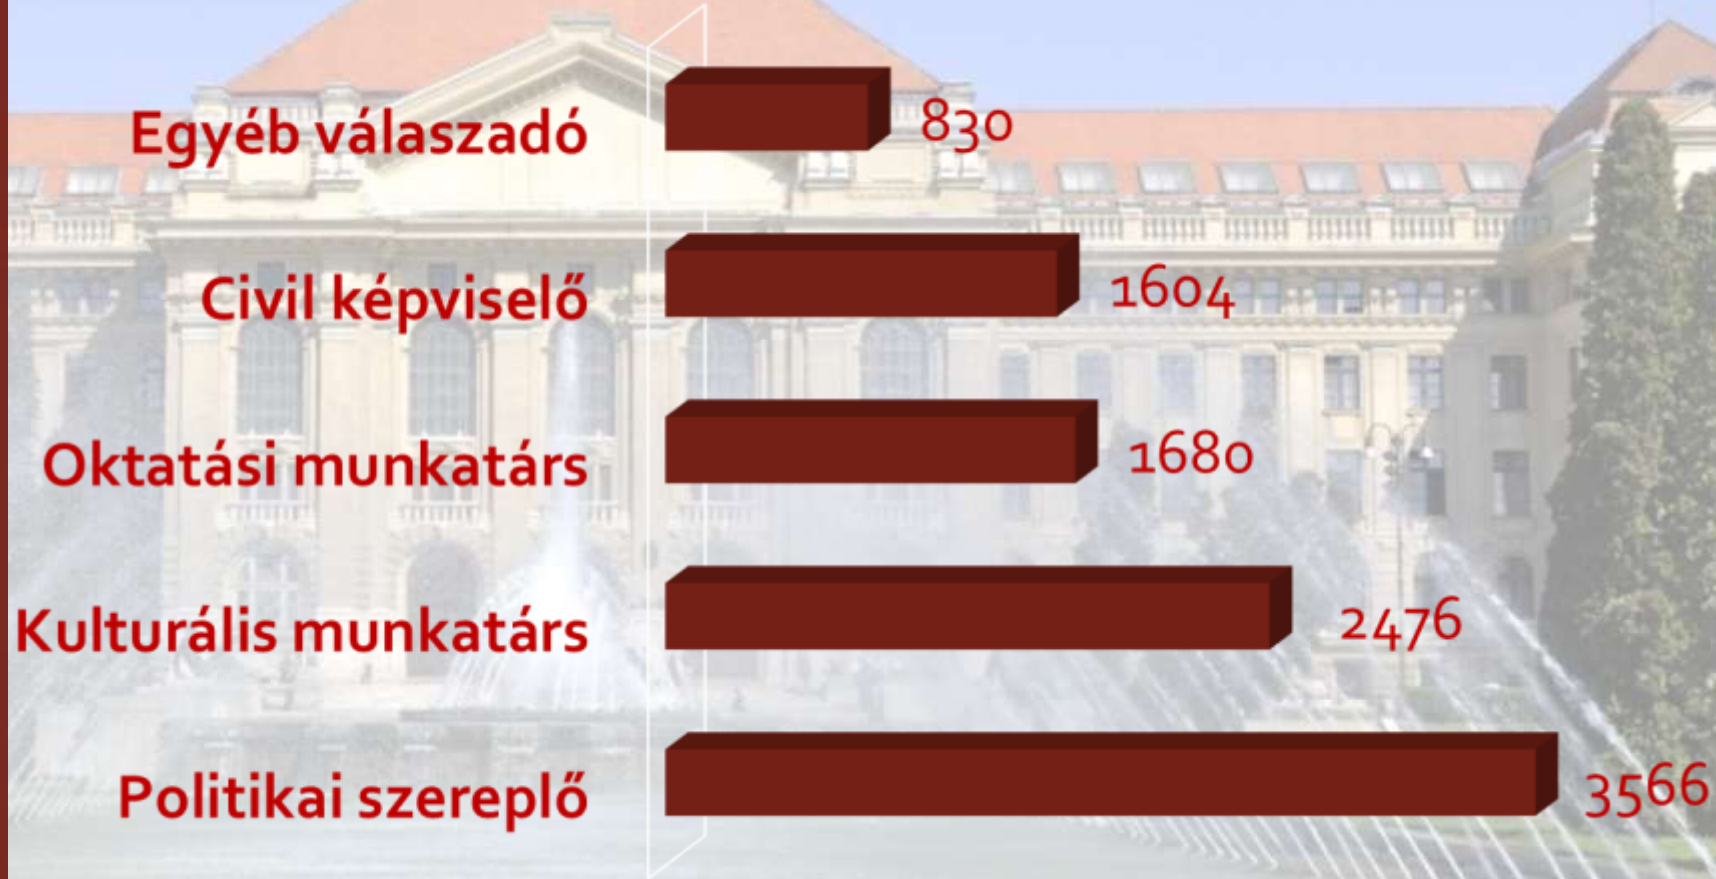 Egyéb válaszadó 830
Civil képviselő 1604
Oktatási munkatárs 1680
Kulturális munkatárs 2476
Politikai szereplő 3566